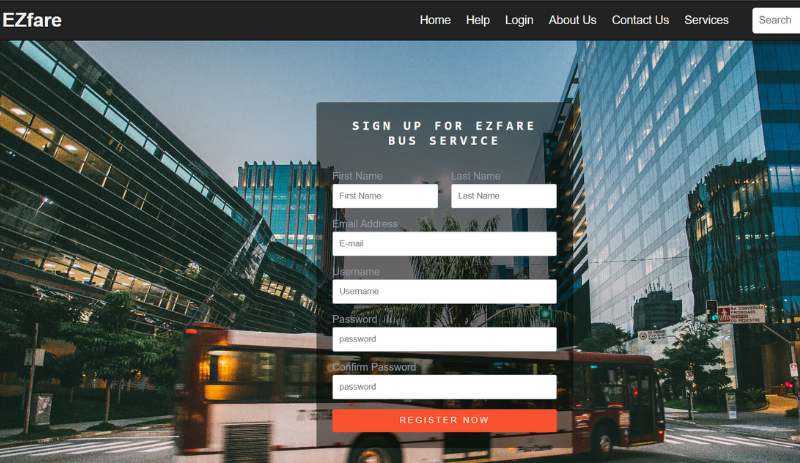 EZfare
Home Help Login About Us Contact Us Services
Search
SIGN UP FOR EZFARE
BUS SERVICE
First Name Last Name
First Name Last Name
Email Address
E-mail
Username
Username
Password
password
Confirm Password
password
REGISTER NOW